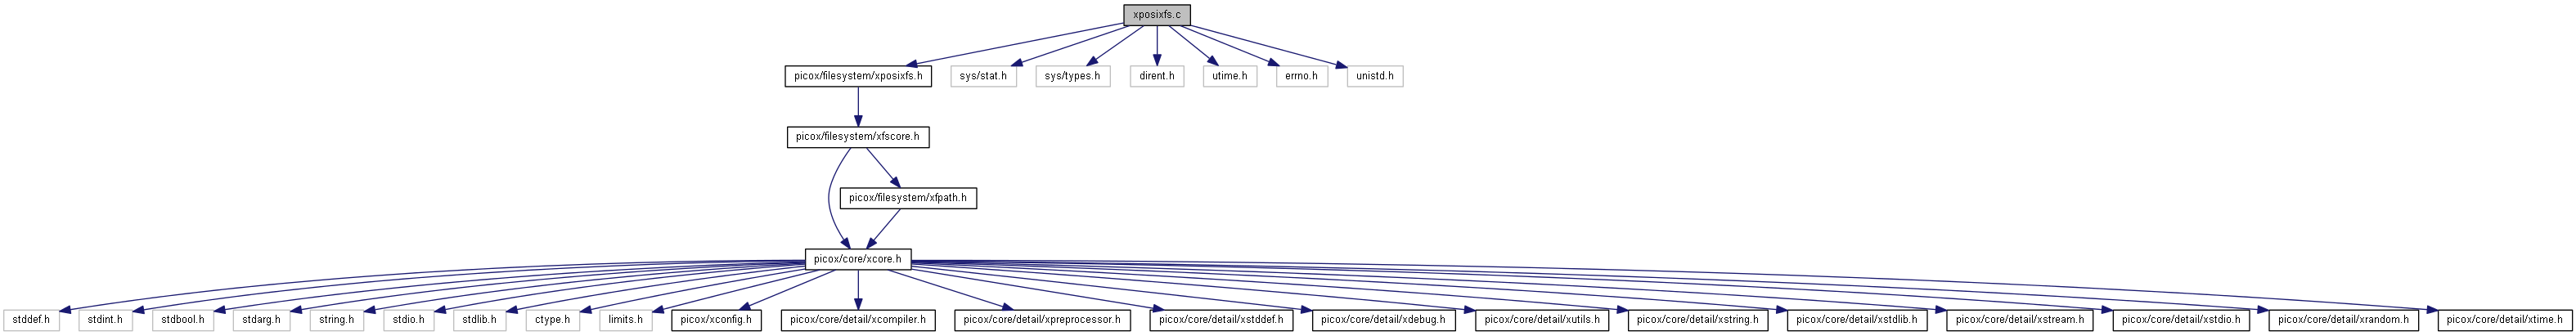 xposixfs.c
picox/filesystem/xposixfs.h
sys/stat.h
sys/types.h
dirent.h
utime.h
errno.h
unistd.h
picox/filesystem/xfscore.h
picox/filesystem/xfpath.h
picox/core/xcore.h
stddef.h
stdint.h
stdbool.h
stdarg.h
string.h
stdio.h
stdlib.h
ctype.h
limits.h
picox/xconfig.h
picox/core/detail/xcompiler.h
picox/core/detail/xpreprocessor.h
picox/core/detail/xstddef.h
picox/core/detail/xdebug.h
picox/core/detail/xutils.h
picox/core/detail/xstring.h
picox/core/detail/xstdlib.h
picox/core/detail/xstream.h
picox/core/detail/xstdio.h
picox/core/detail/xrandom.h
picox/core/detail/xtime.h